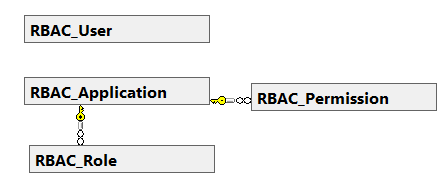 RBAC_User
RBAC_Application
RBAC_Permission
RBAC_Role